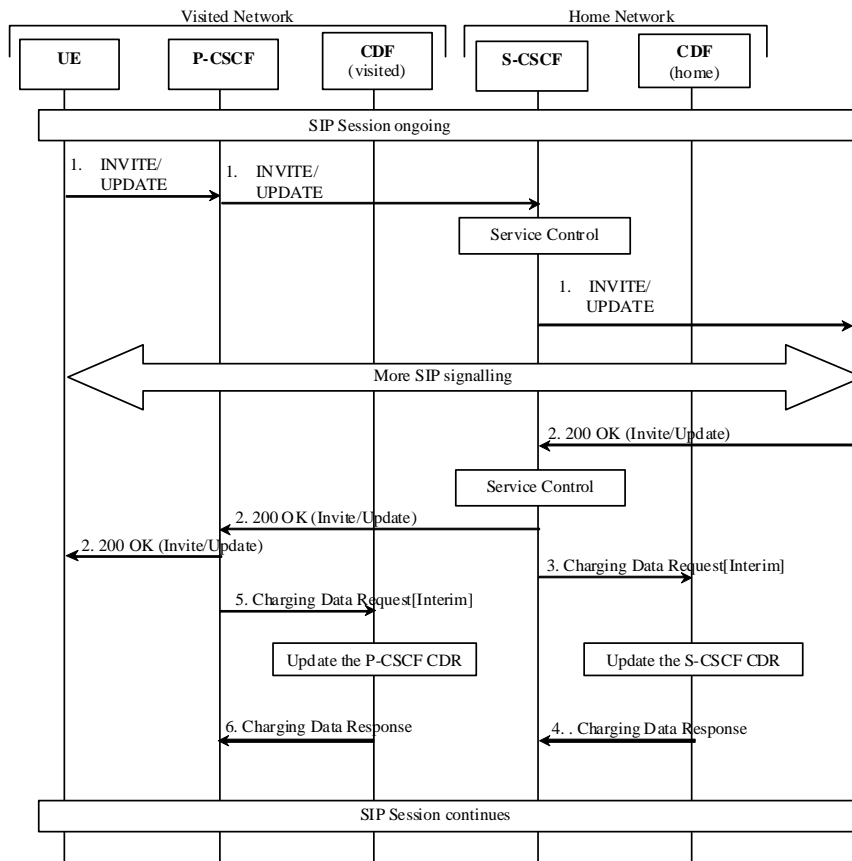 Visited Network
Home Network
UE
P-CSCF
CDF
(visited)
S-CSCF
CDF
(home)
SIP Session ongoing
1. INVITE/
UPDATE
1. INVITE/
UPDATE
Service Control
1. INVITE/
UPDATE
More SIP signalling
2. 200 OK (Invite/Update)
Service Control
2. 200 OK (Invite/Update)
2. 200 OK (Invite/Update)
3. Charging Data Request[Interim]
5. Charging Data Request[Interim]
Update the P-CSCF CDR
Update the S-CSCF CDR
6. Charging Data Response
4. . Charging Data Response
SIP Session continues